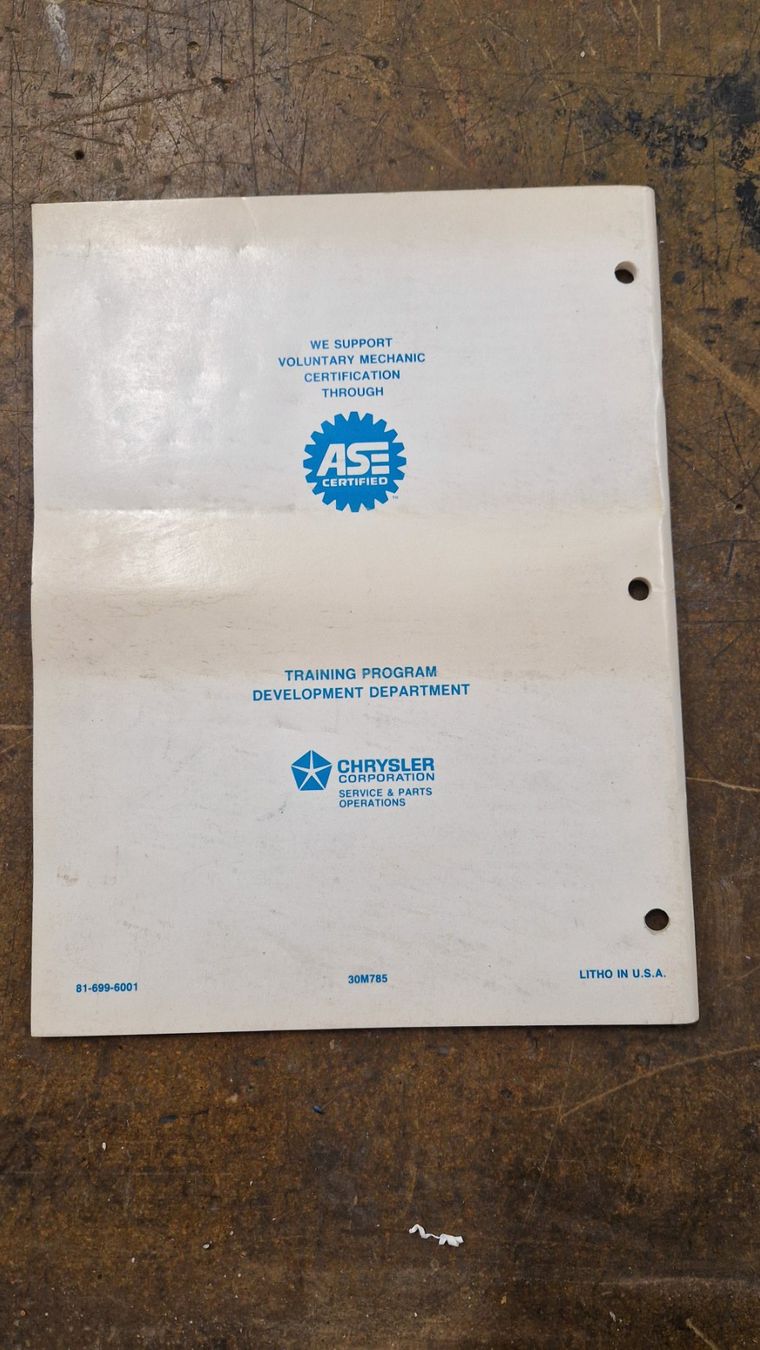 WE SUPPORT
VOLUNTARY MECHANIC
CERTIFICATION
THROUGH
ASE
CERTIFIED
TM
TRAINING PROGRAM
DEVELOPMENT DEPARTMENT
CHRYSLER
CORPORATION
SERVICE & PARTS
OPERATIONS
81-699-6001
30M785
LITHO IN U.S.A.